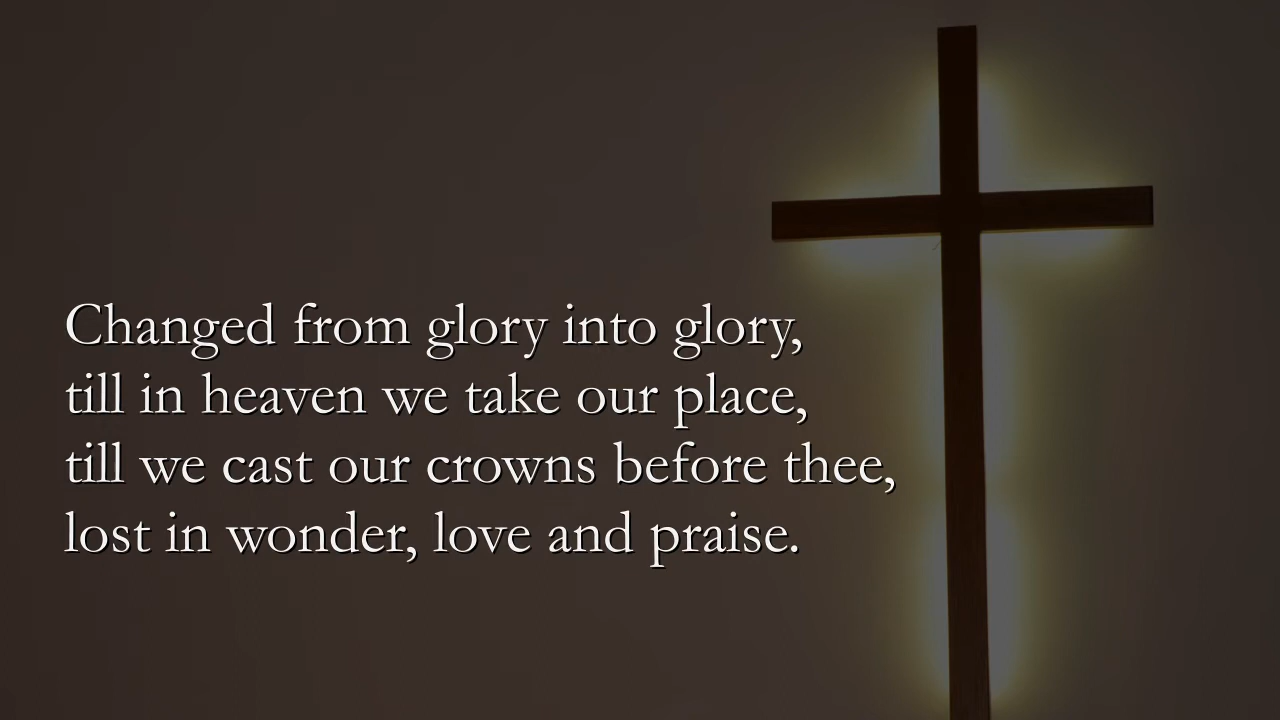 Changed from glory into glory,
till in heaven we take our place,
till we cast our crowns before thee,
lost in wonder, love and praise.